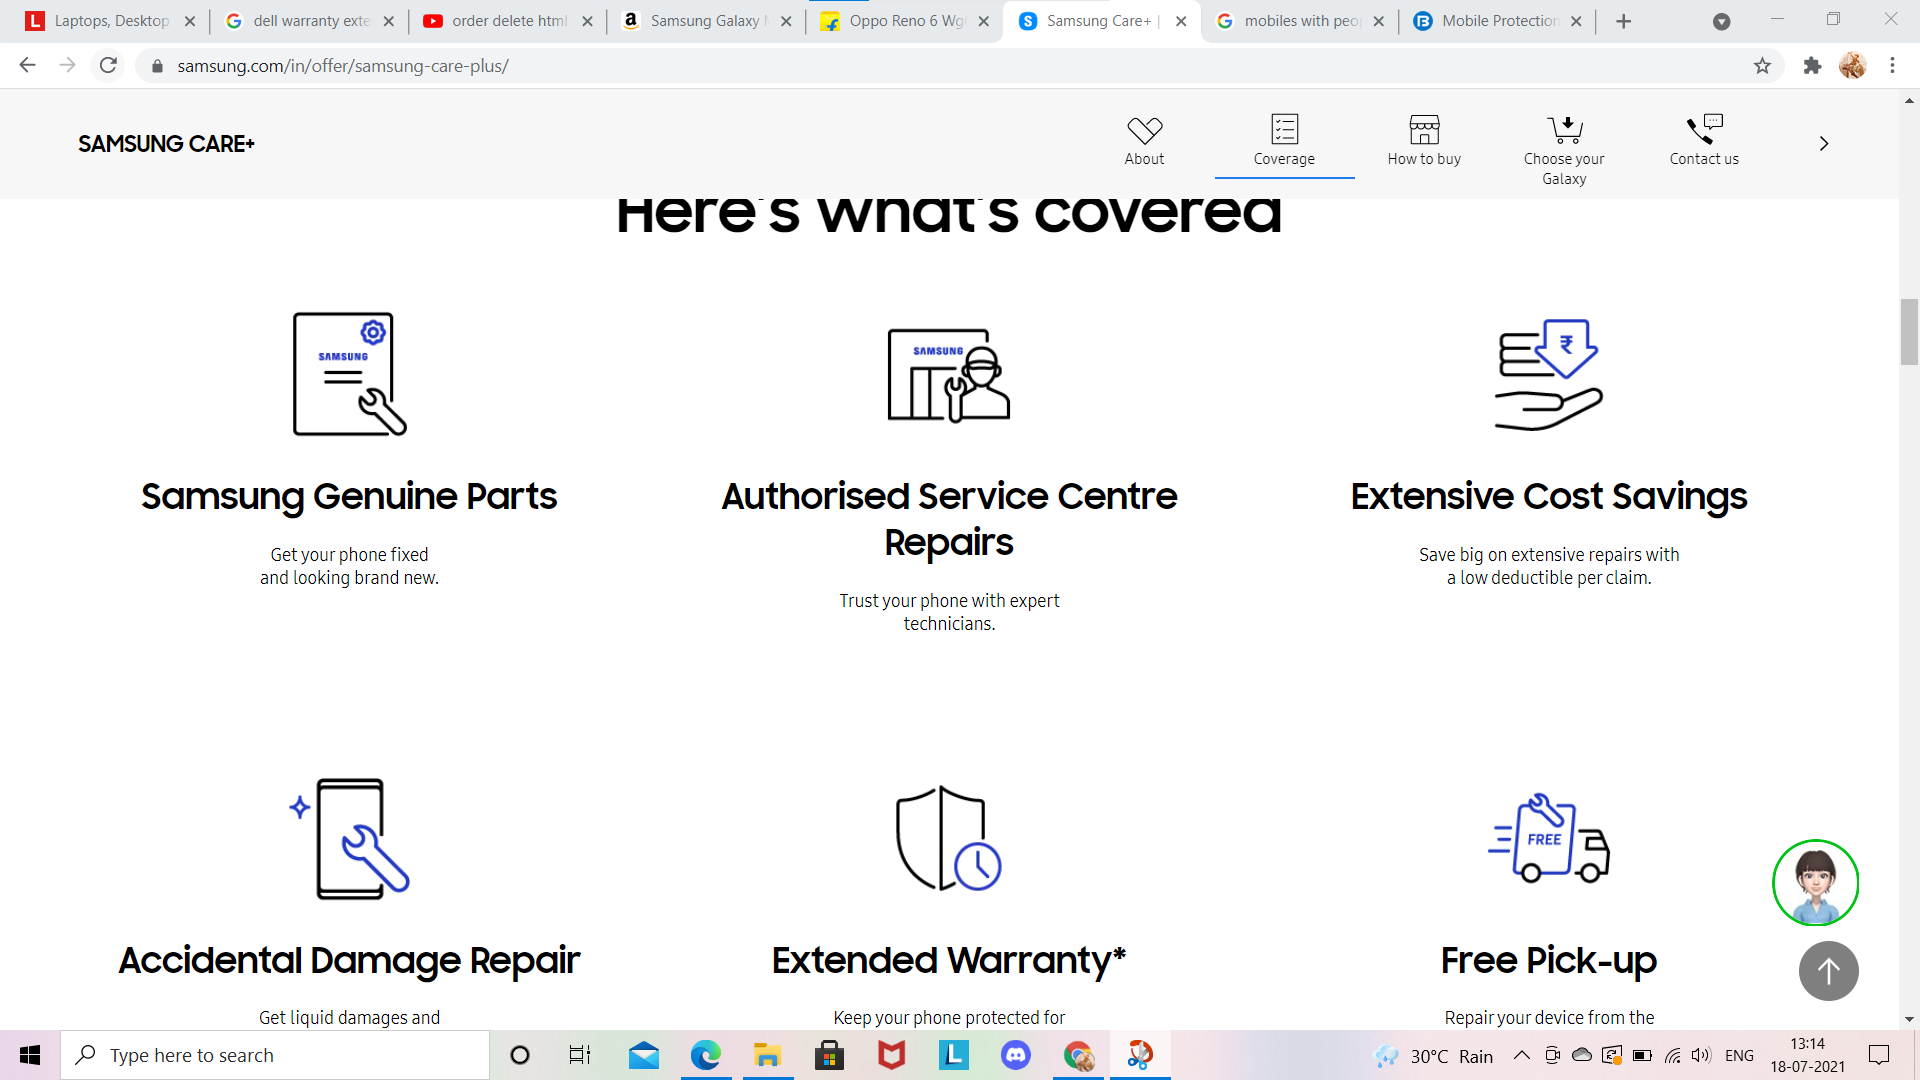 Laptops, Desktop
dell warranty exte
order delete html
Samsung Galaxy M
Oppo Reno 6 Wg
Samsung Care+ |
mobiles with peop
Mobile Protection
samsung.com/in/offer/samsung-care-plus/
SAMSUNG CARE+
About
Coverage
How to buy
Choose your
Galaxy
Contact us
Here's what's covered
SAMSUNG
SAMSUNG
₹
Samsung Genuine Parts
Get your phone fixed
and looking brand new.
Authorised Service Centre
Repairs
Trust your phone with expert
technicians.
Extensive Cost Savings
Save big on extensive repairs with
a low deductible per claim.
FREE
Accidental Damage Repair
Get liquid damages and
Extended Warranty*
Keep your phone protected for
Free Pick-up
Repair your device from the
Type here to search
30°C Rain
ENG
13:14
18-07-2021